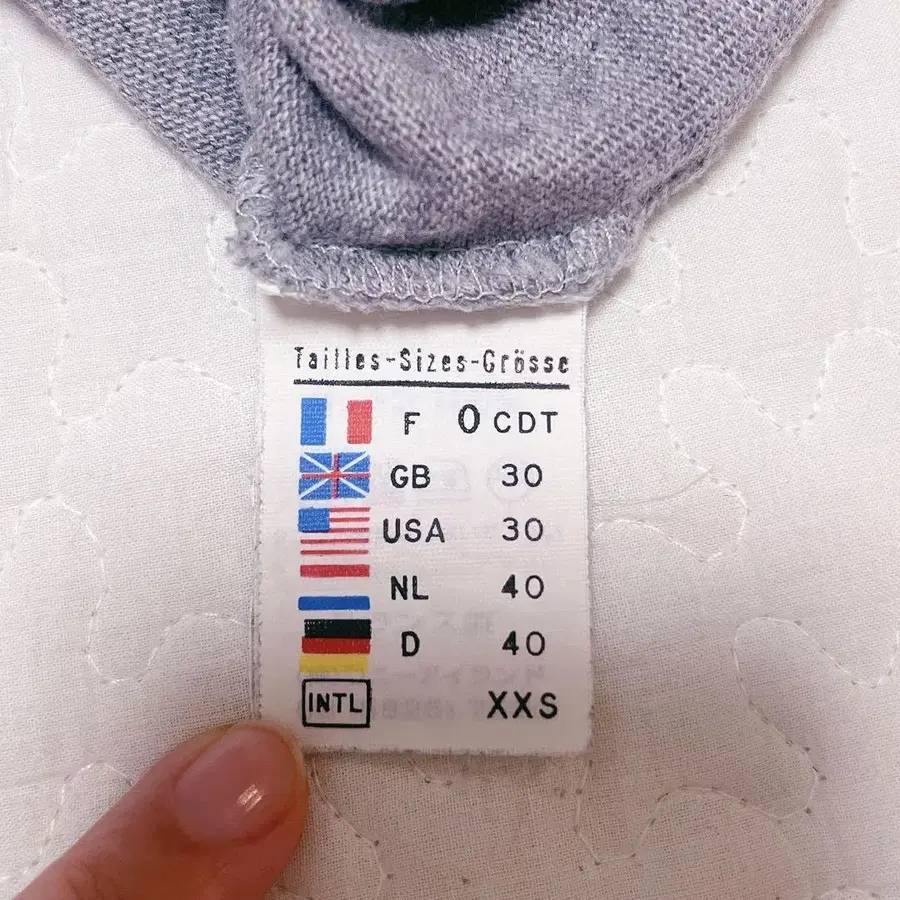 Tailles-Sizes-Grösse
F 0 CDT
GB 30
USA 30
NL 40
D 40
INTL XXS